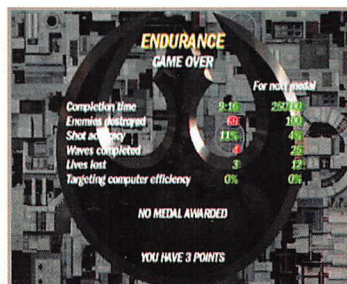 ENDURANCE
GAME OVER
For next medal
Completion time 9:16
Enemies destroyed 100
Shot accuracy 11% 4%
Waves completed 4 25
Lives lost 3 12
Targeting computer efficiency 0% 0%
NO MEDAL AWARDED
YOU HAVE 3 POINTS